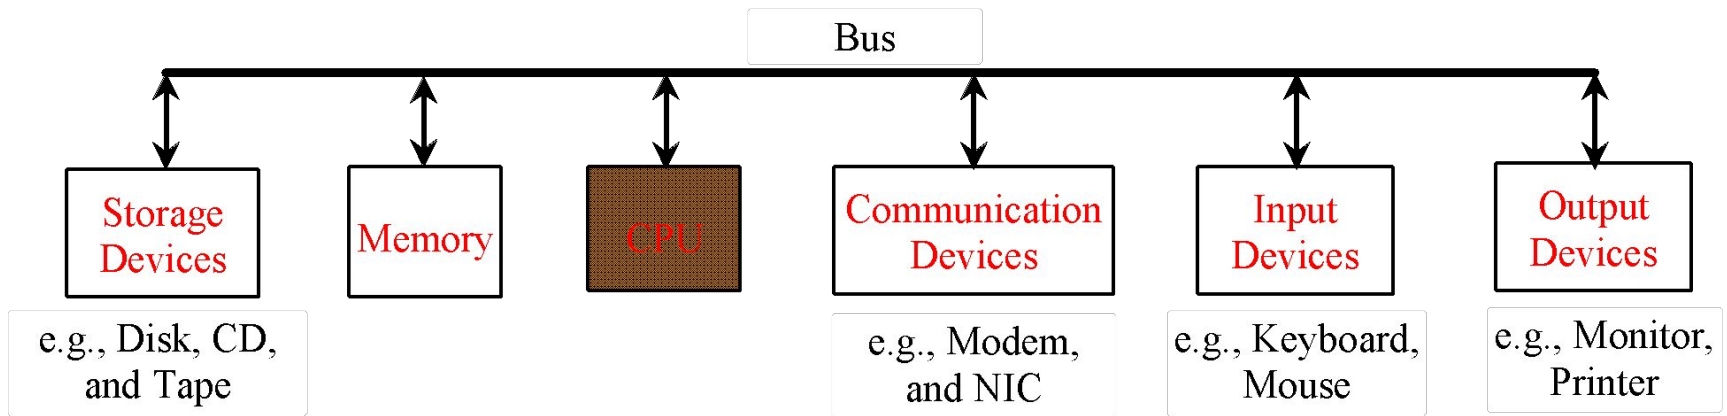 Bus
Storage
Devices
Memory
CPU
Communication
Devices
Input
Devices
Output
Devices
e.g., Disk, CD,
and Tape
e.g., Modem,
and NIC
e.g., Keyboard,
Mouse
e.g., Monitor,
Printer